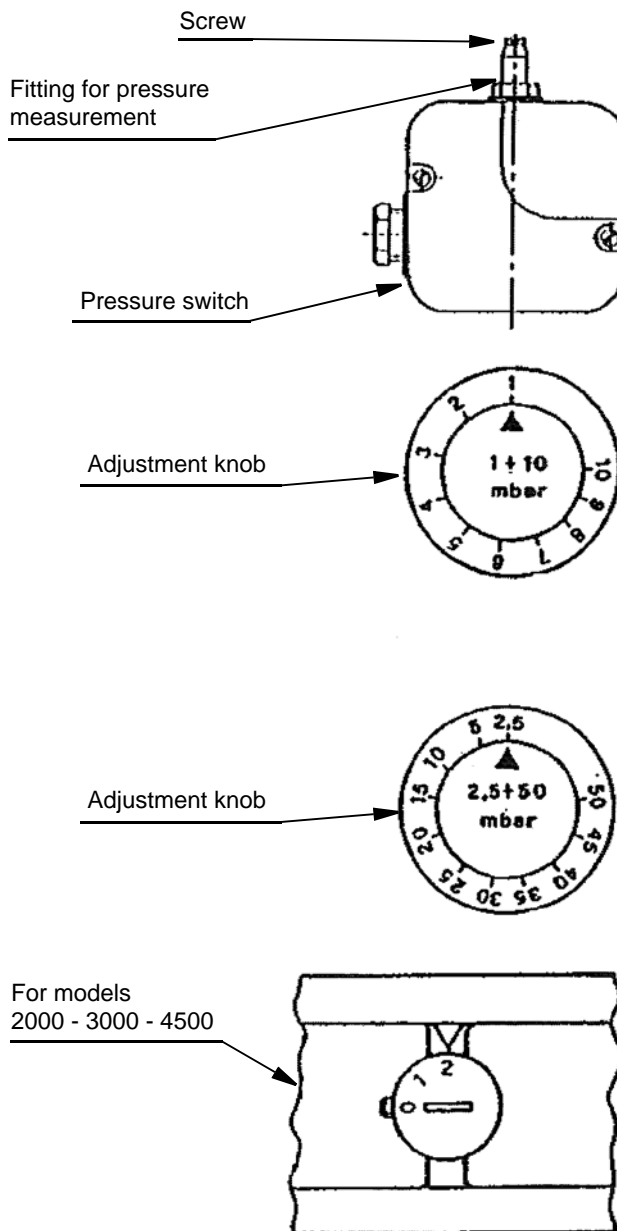 Screw
Fitting for pressure
measurement
Pressure switch
Adjustment knob
1 2 3 4 5 6 7 8 9 10
1+10
mbar
Adjustment knob
2,5 5 10 15 20 25 30 35 40 45 50
2,5+50
mbar
For models
2000 - 3000 - 4500
0 1 2